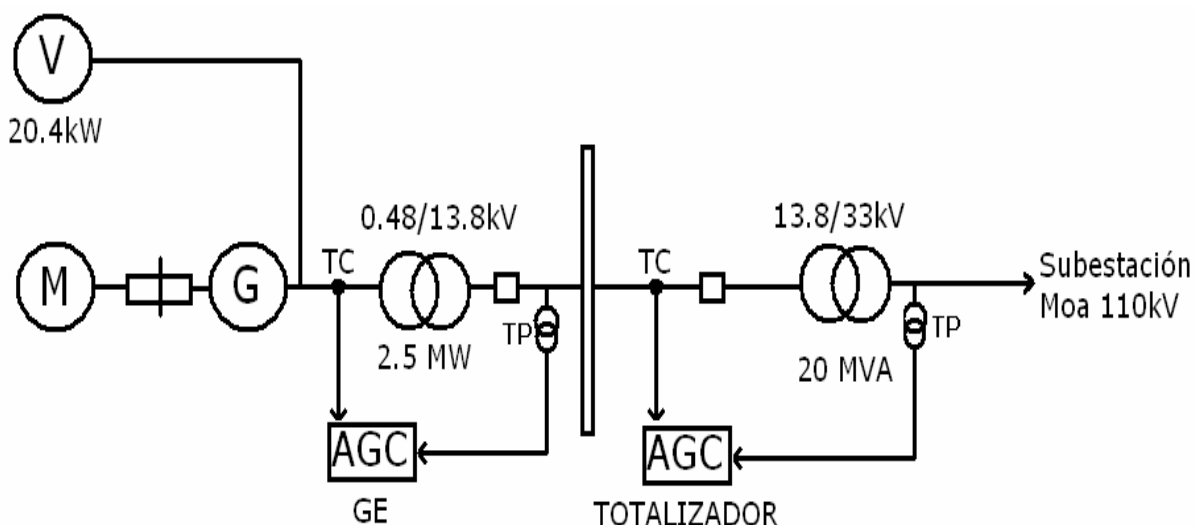 V
20.4kW
0.48/13.8kV
13.8/33kV
M
G
TC
TC
Subestación
Moa 110kV
TP
TP
2.5 MW
20 MVA
AGC
AGC
GE
TOTALIZADOR